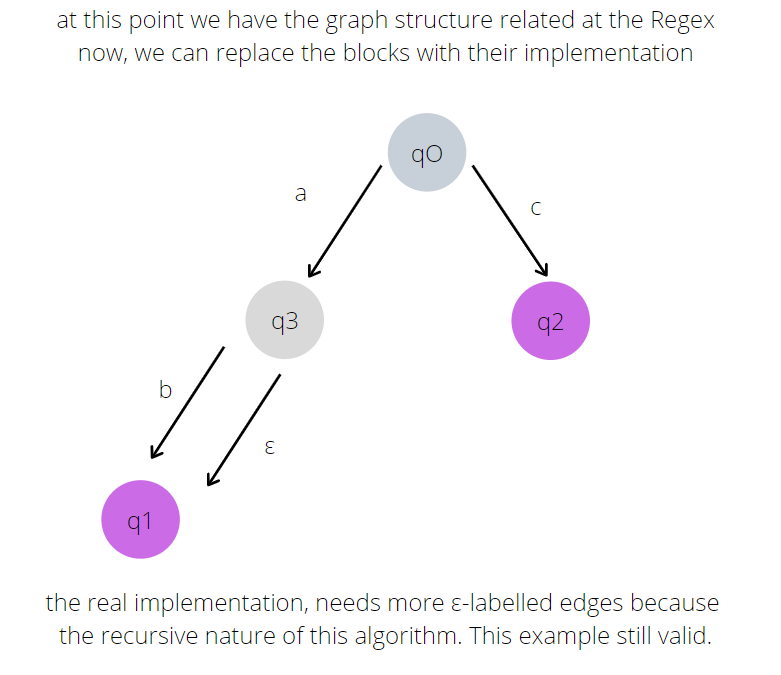 at this point we have the graph structure related at the Regex
now, we can replace the blocks with their implementation
q0
a
c
q3
q2
b
ε
q1
the real implementation, needs more ε-labelled edges because
the recursive nature of this algorithm. This example still valid.